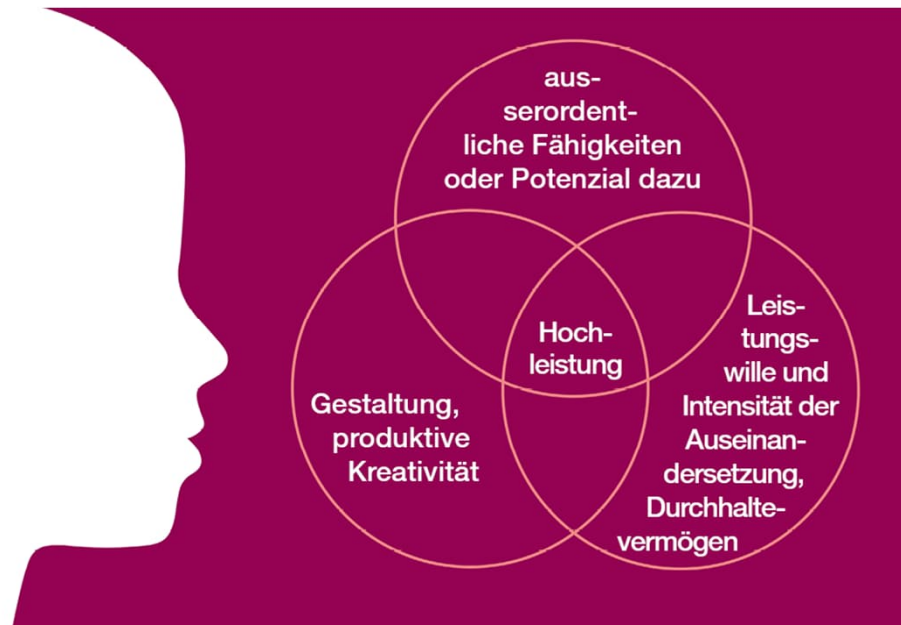 aus-
serordent-
liche Fähigkeiten
oder Potenzial dazu
Hoch-
leistung
Gestaltung,
produktive
Kreativität
Leis-
tungs-
wille und
Intensität der
Auseinan-
dersetzung,
Durchhalte-
vermögen